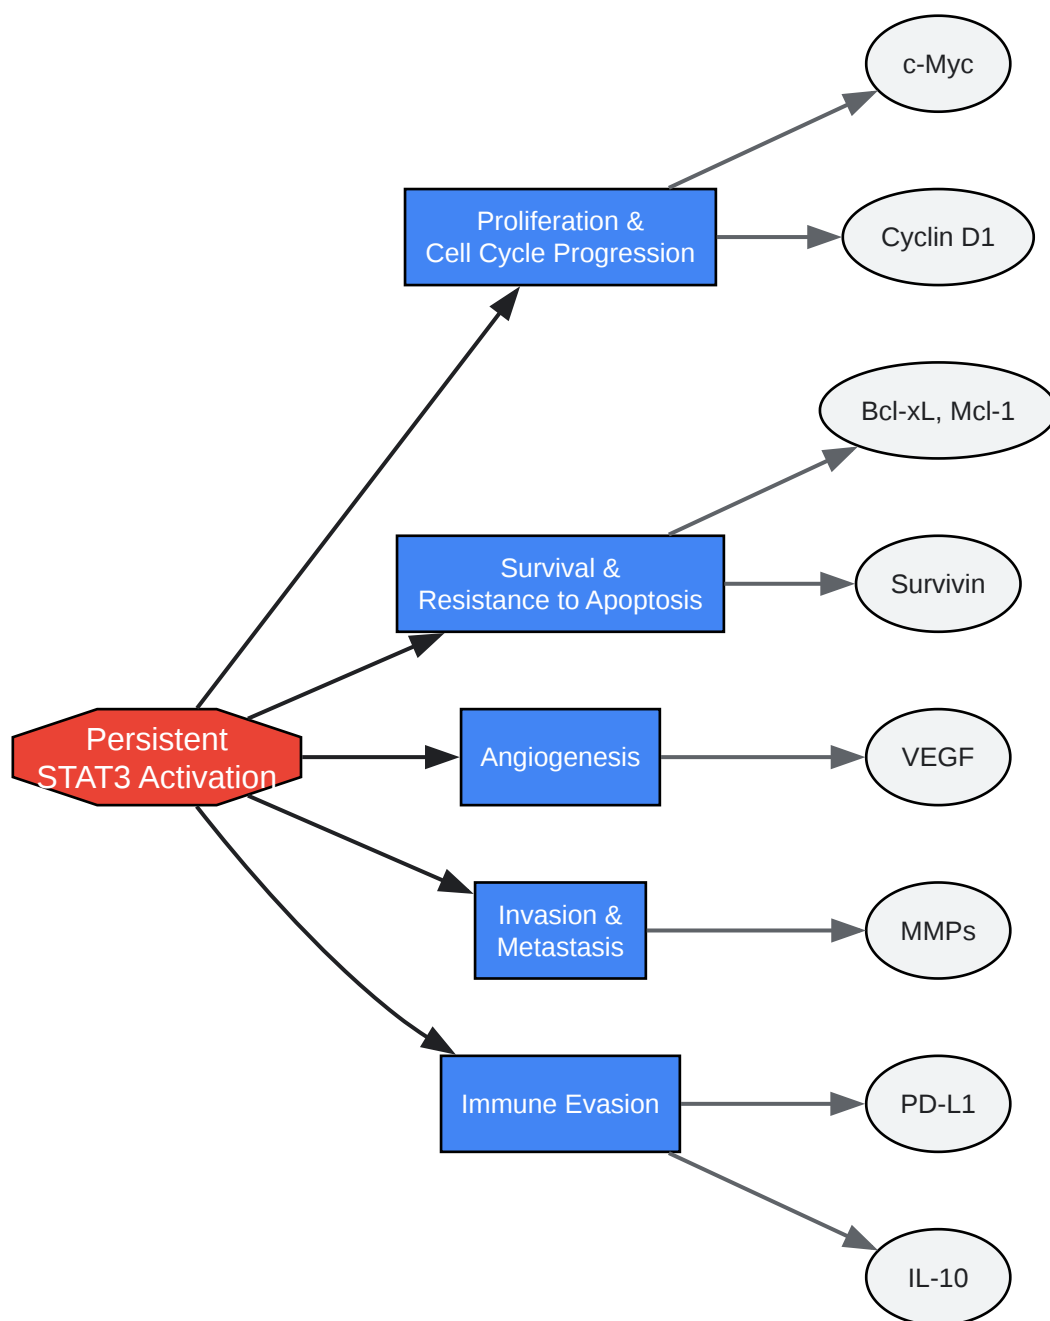 c-Myc
Proliferation &
Cell Cycle Progression
Cyclin D1
Bcl-xL, Mcl-1
Survival &
Resistance to Apoptosis
Survivin
Persistent
STAT3 Activation
Angiogenesis
VEGF
Invasion &
Metastasis
MMPs
Immune Evasion
PD-L1
IL-10